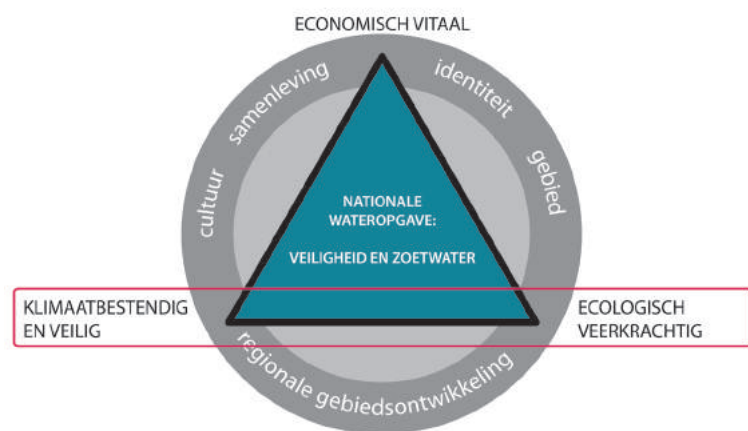 ECONOMISCH VITAAL
samenleving
identiteit
cultuur
gebied
NATIONALE
WATEROPGAVE:
VEILIGHEID EN ZOETWATER
KLIMAATBESTENDIG
EN VEILIG
ECOLOGISCH
VEERKRACHTIG
regionale gebiedsontwikkeling